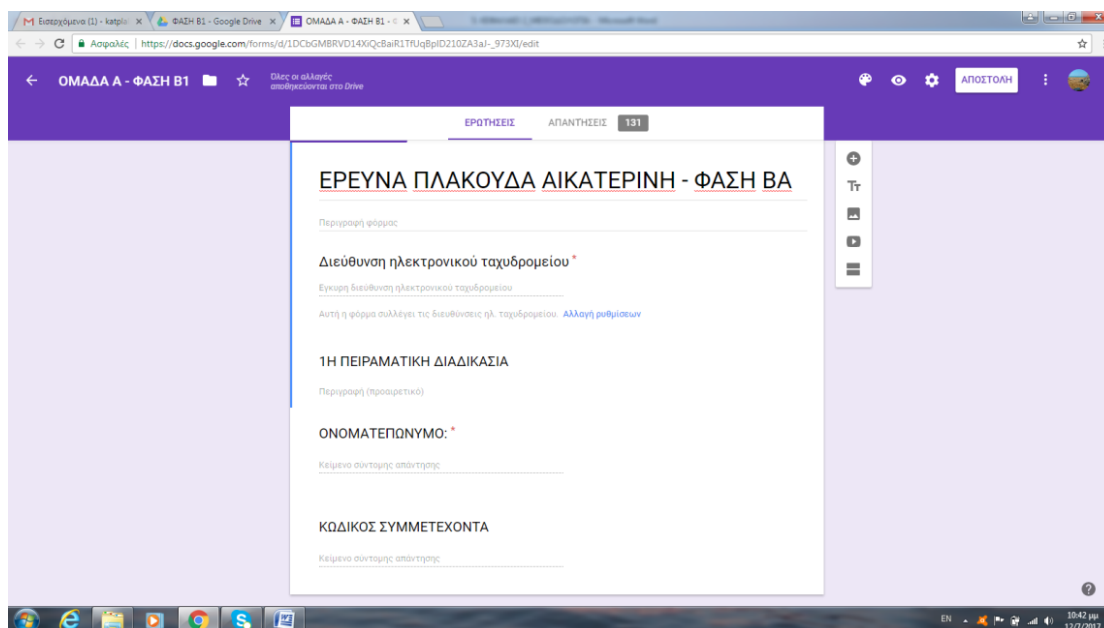 Εισερχόμενα (1) - katpla
ΦΑΣΗ Β1 - Google Drive
ΟΜΑΔΑ Α - ΦΑΣΗ Β1 - G
Ασφαλές | https://docs.google.com/forms/d/
ΟΜΑΔΑ Α - ΦΑΣΗ Β1
Όλες οι αλλαγές
αποθηκεύονται στο Drive
ΑΠΟΣΤΟΛΗ
ΕΡΩΤΗΣΕΙΣ ΑΠΑΝΤΗΣΕΙΣ 131
ΕΡΕΥΝΑ ΠΛΑΚΟΥΔΑ ΑΙΚΑΤΕΡΙΝΗ - ΦΑΣΗ ΒΑ
Περιγραφή φόρμας
Διεύθυνση ηλεκτρονικού ταχυδρομείου *
Έγκυρη διεύθυνση ηλεκτρονικού ταχυδρομείου
Αυτή η φόρμα συλλέγει τις διευθύνσεις ηλ. ταχυδρομείου. Αλλαγή ρυθμίσεων
1Η ΠΕΙΡΑΜΑΤΙΚΗ ΔΙΑΔΙΚΑΣΙΑ
Περιγραφή (προαιρετικό)
ΟΝΟΜΑΤΕΠΩΝΥΜΟ: *
Κείμενο σύντομης απάντησης
ΚΩΔΙΚΟΣ ΣΥΜΜΕΤΕΧΟΝΤΑ
Κείμενο σύντομης απάντησης
EN
10:42 μμ
12/7/2017